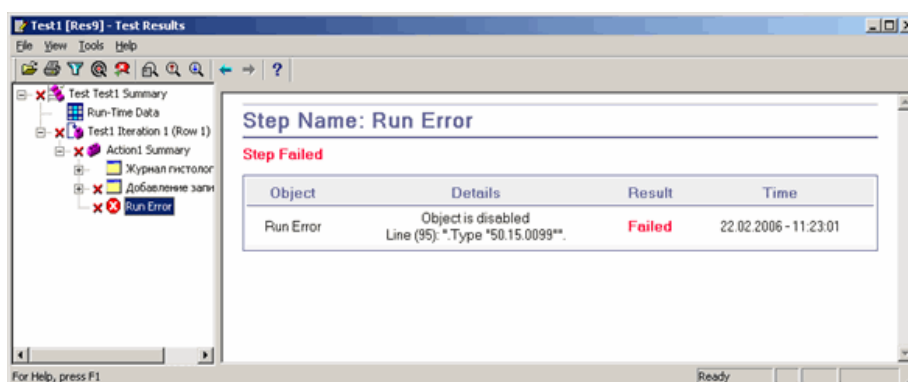 Test1 [Res9] - Test Results
File View Tools Help
Test Test1 Summary
Run-Time Data
Test1 Iteration 1 (Row 1)
Action1 Summary
Журнал гистолог
Добавление запи
Run Error
Step Name: Run Error
Step Failed
Object Details Result Time
Run Error Object is disabled Failed 22.02.2006 - 11:23:01
Line (95): ".Type "50.15.0099"".
For Help, press F1 Ready